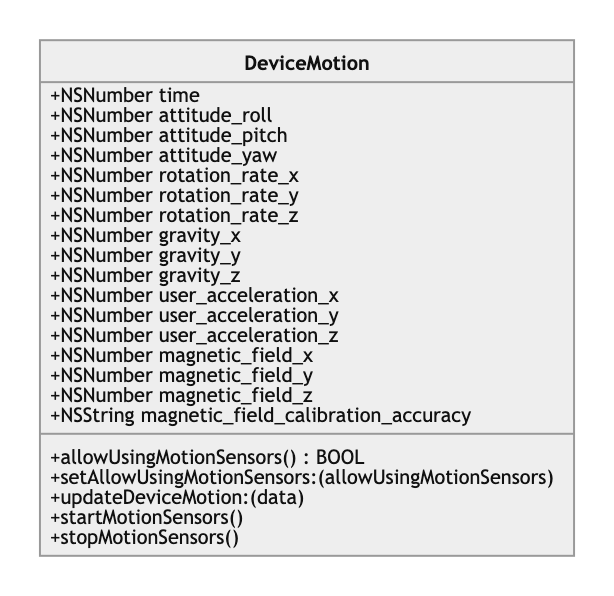 DeviceMotion
+NSNumber time
+NSNumber attitude_roll
+NSNumber attitude_pitch
+NSNumber attitude_yaw
+NSNumber rotation_rate_x
+NSNumber rotation_rate_y
+NSNumber rotation_rate_z
+NSNumber gravity_x
+NSNumber gravity_y
+NSNumber gravity_z
+NSNumber user_acceleration_x
+NSNumber user_acceleration_y
+NSNumber user_acceleration_z
+NSNumber magnetic_field_x
+NSNumber magnetic_field_y
+NSNumber magnetic_field_z
+NSString magnetic_field_calibration_accuracy
+allowUsingMotionSensors() : BOOL
+setAllowUsingMotionSensors:(allowUsingMotionSensors)
+updateDeviceMotion:(data)
+startMotionSensors()
+stopMotionSensors()